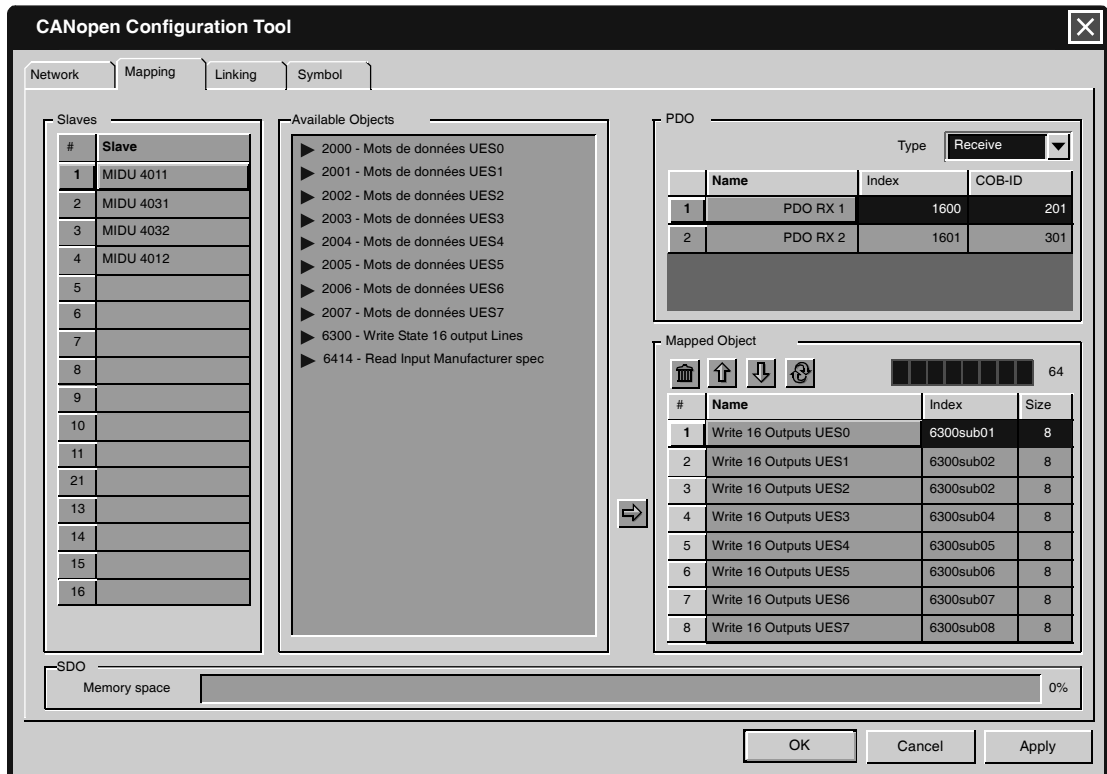 CANopen Configuration Tool
Network Mapping Linking Symbol
Slaves
# Slave
1 MIDU 4011
2 MIDU 4031
3 MIDU 4032
4 MIDU 4012
5
6
7
8
9
10
11
21
13
14
15
16
Available Objects
2000 - Mots de données UES0
2001 - Mots de données UES1
2002 - Mots de données UES2
2003 - Mots de données UES3
2004 - Mots de données UES4
2005 - Mots de données UES5
2006 - Mots de données UES6
2007 - Mots de données UES7
6300 - Write State 16 output Lines
6414 - Read Input Manufacturer spec
PDO
Type Receive
Name Index COB-ID
1 PDO RX 1 1600 201
2 PDO RX 2 1601 301
Mapped Object
64
# Name Index Size
1 Write 16 Outputs UES0 6300sub01 8
2 Write 16 Outputs UES1 6300sub02 8
3 Write 16 Outputs UES2 6300sub02 8
4 Write 16 Outputs UES3 6300sub04 8
5 Write 16 Outputs UES4 6300sub05 8
6 Write 16 Outputs UES5 6300sub06 8
7 Write 16 Outputs UES6 6300sub07 8
8 Write 16 Outputs UES7 6300sub08 8
SDO
Memory space 0%
OK Cancel Apply